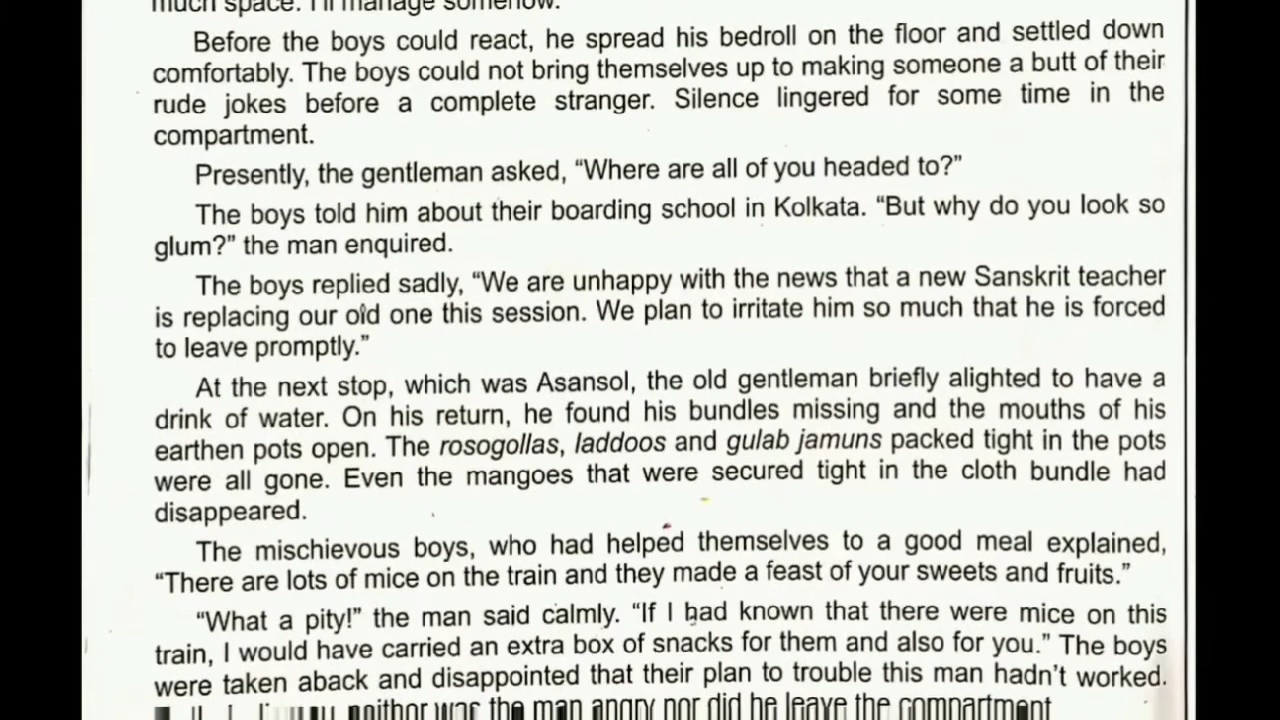 much space. I'll manage somehow.
Before the boys could react, he spread his bedroll on the floor and settled down
comfortably. The boys could not bring themselves up to making someone a butt of their
rude jokes before a complete stranger. Silence lingered for some time in the
compartment.
Presently, the gentleman asked, “Where are all of you headed to?”
The boys told him about their boarding school in Kolkata. “But why do you look so
glum?” the man enquired.
The boys replied sadly, “We are unhappy with the news that a new Sanskrit teacher
is replacing our old one this session. We plan to irritate him so much that he is forced
to leave promptly.”
At the next stop, which was Asansol, the old gentleman briefly alighted to have a
drink of water. On his return, he found his bundles missing and the mouths of his
earthen pots open. The rosogollas, laddoos and gulab jamuns packed tight in the pots
were all gone. Even the mangoes that were secured tight in the cloth bundle had
disappeared.
The mischievous boys, who had helped themselves to a good meal explained,
“There are lots of mice on the train and they made a feast of your sweets and fruits.”
“What a pity!” the man said calmly. “If I had known that there were mice on this
train, I would have carried an extra box of snacks for them and also for you.” The boys
were taken aback and disappointed that their plan to trouble this man hadn't worked.
neither was the man angry nor did he leave the compartment